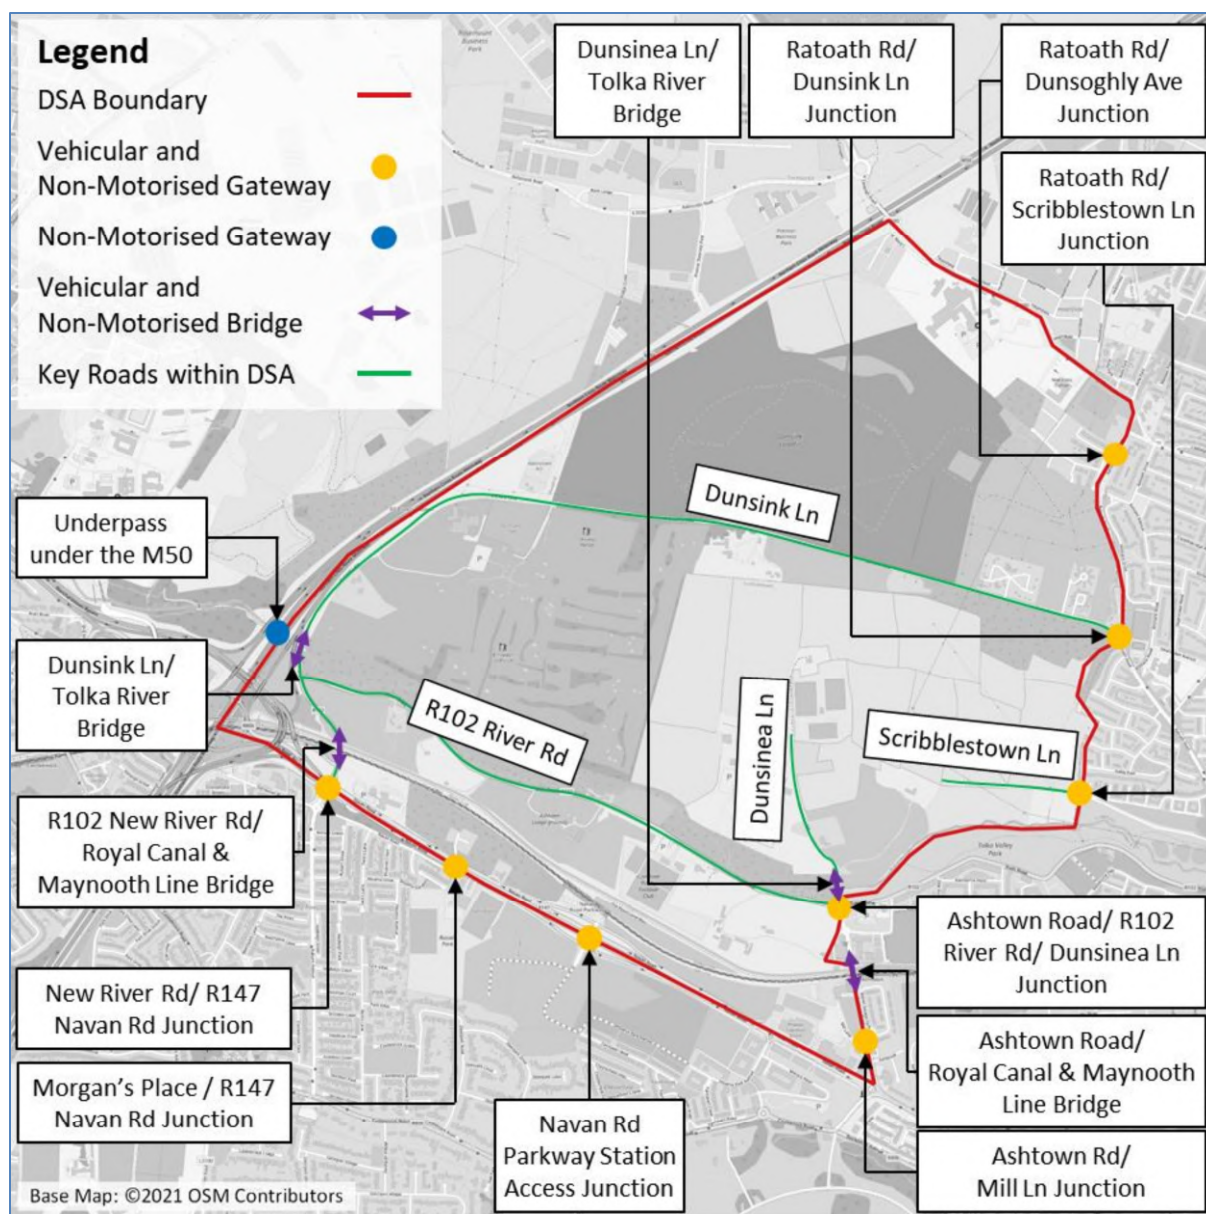 Legend
DSA Boundary
Vehicular and
Non-Motorised Gateway
Non-Motorised Gateway
Vehicular and
Non-Motorised Bridge
Key Roads within DSA
Dunsinea Ln/
Tolka River
Bridge
Ratoath Rd/
Dunsink Ln
Junction
Ratoath Rd/
Dunsoghly Ave
Junction
Ratoath Rd/
Scribblestown Ln
Junction
Underpass
under the M50
Dunsink Ln/
Tolka River
Bridge
R102 New River Rd/
Royal Canal &
Maynooth Line Bridge
New River Rd/ R147
Navan Rd Junction
Morgan's Place / R147
Navan Rd Junction
Dunsink Ln
R102 River Rd
Dunsinea Ln
Scribblestown Ln
Tolka Valley
Park
Navan Rd
Parkway Station
Access Junction
Ashtown Road/ R102
River Rd/ Dunsinea Ln
Junction
Ashtown Road/
Royal Canal & Maynooth
Line Bridge
Ashtown Rd/
Mill Ln Junction
Base Map: ©2021 OSM Contributors